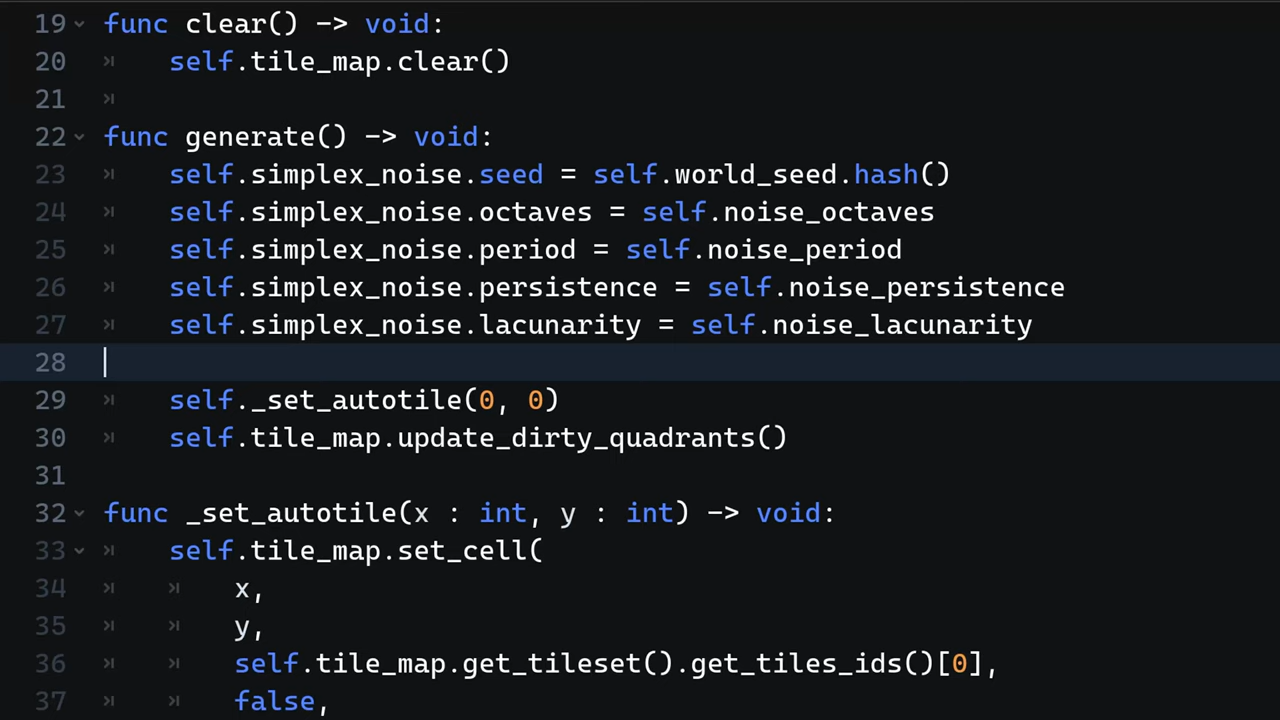 19 func clear() -> void:
20 self.tile_map.clear()
21
22 func generate() -> void:
23 self.simplex_noise.seed = self.world_seed.hash()
24 self.simplex_noise.octaves = self.noise_octaves
25 self.simplex_noise.period = self.noise_period
26 self.simplex_noise.persistence = self.noise_persistence
27 self.simplex_noise.lacunarity = self.noise_lacunarity
28
29 self._set_autotile(0, 0)
30 self.tile_map.update_dirty_quadrants()
31
32 func _set_autotile(x : int, y : int) -> void:
33 self.tile_map.set_cell(
34 x,
35 y,
36 self.tile_map.get_tileset().get_tiles_ids()[0],
37 false,